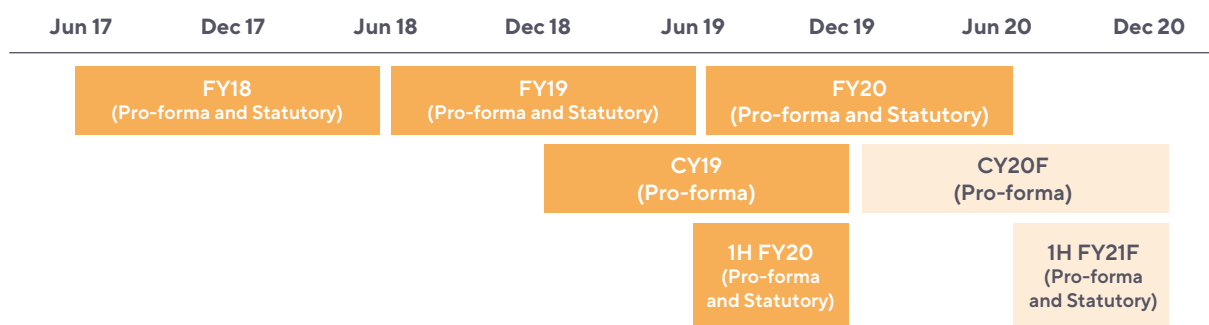 Jun 17 Dec 17 Jun 18 Dec 18 Jun 19 Dec 19 Jun 20 Dec 20
FY18
(Pro-forma and Statutory)
FY19
(Pro-forma and Statutory)
FY20
(Pro-forma and Statutory)
CY19
(Pro-forma)
CY20F
(Pro-forma)
1H FY20
(Pro-forma
and Statutory)
1H FY21F
(Pro-forma
and Statutory)